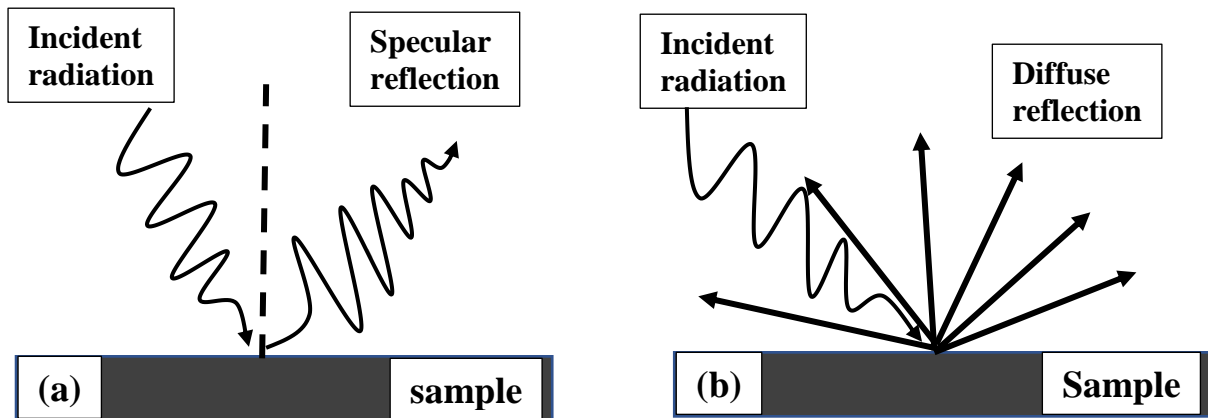 Incident
radiation
Specular
reflection
(a)
sample
Incident
radiation
Diffuse
reflection
(b)
Sample